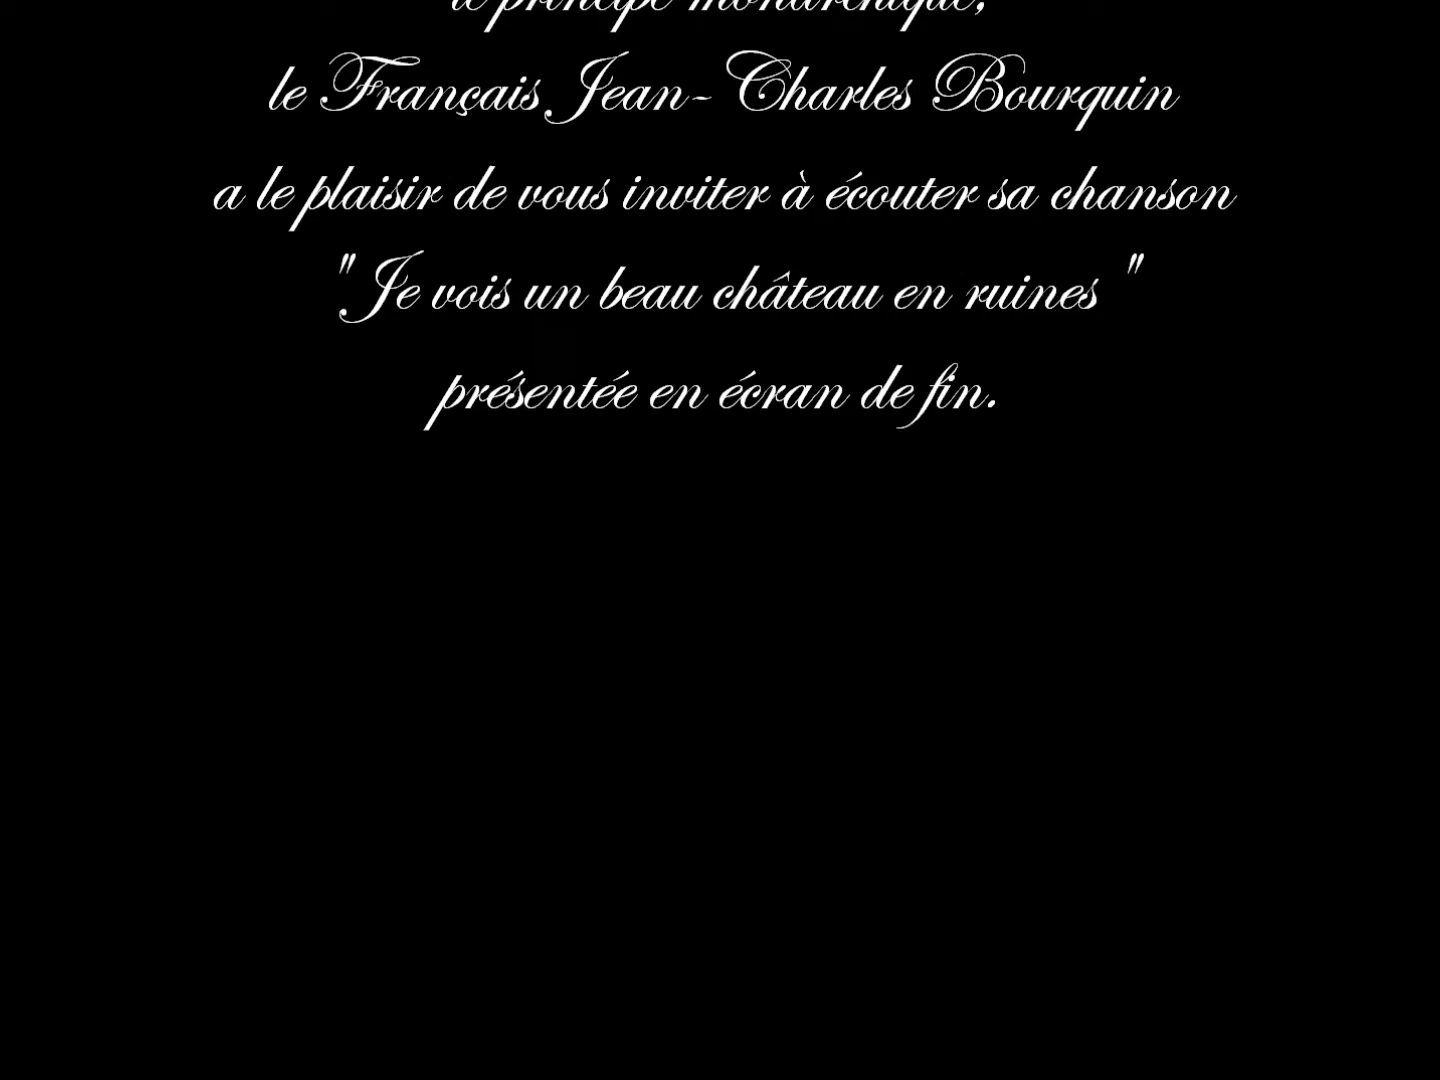 le principe monarchique,
le Français Jean-Charles Bourquin
a le plaisir de vous inviter à écouter sa chanson
"Je vois un beau château en ruines "
présentée en écran de fin.